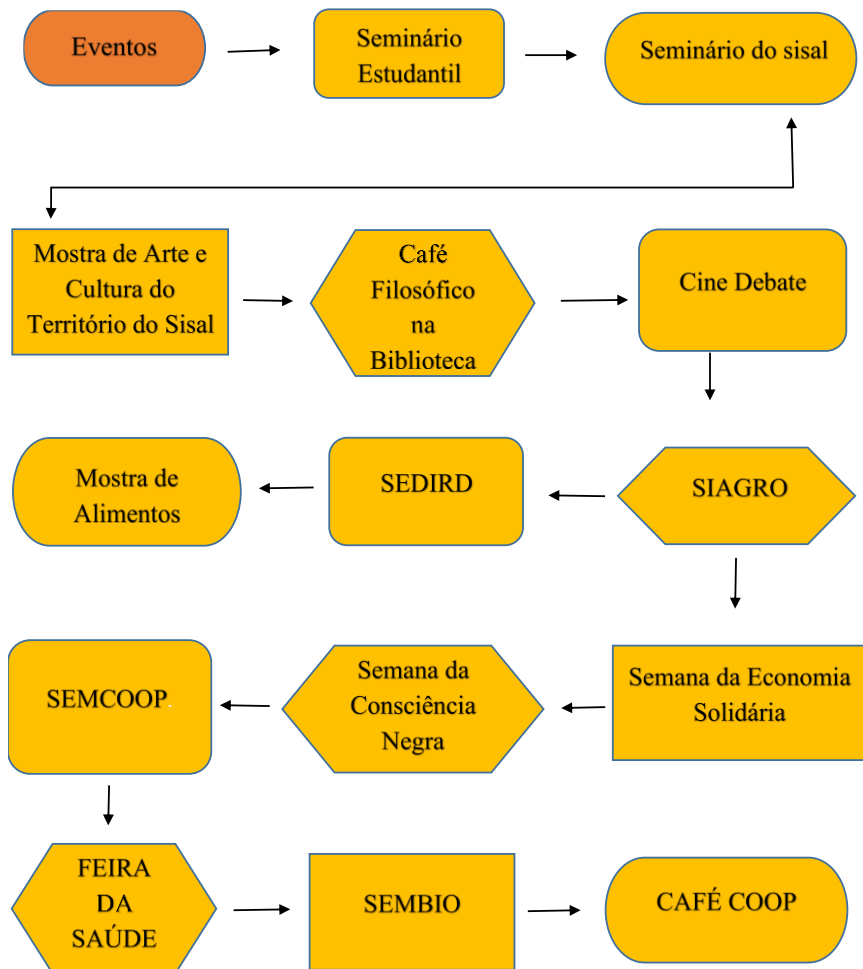 Eventos
Seminário
Estudantil
Seminário do sisal
Mostra de Arte e
Cultura do
Território do Sisal
Café
Filosófico
na
Biblioteca
Cine Debate
SIAGRO
SEDIRD
Mostra de
Alimentos
Semana da Economia
Solidária
Semana da
Consciência
Negra
SEMCOOP.
FEIRA
DA
SAÚDE
SEMBIO
CAFÉ COOP